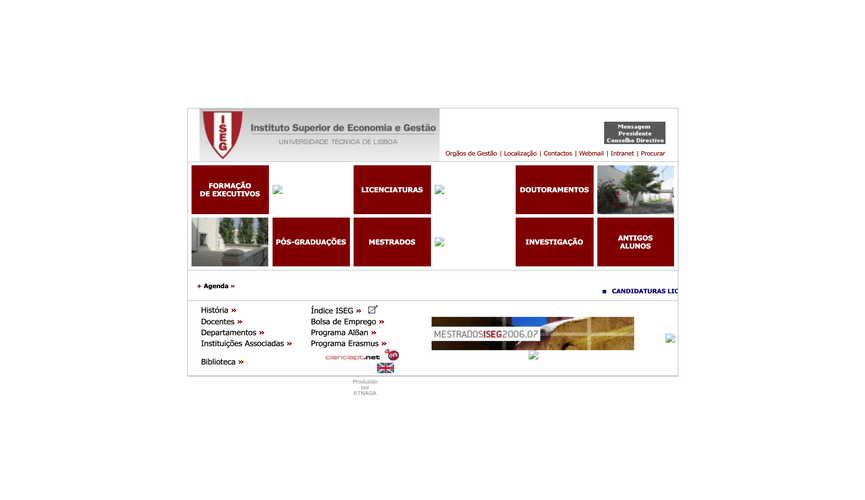 ISEG
Instituto Superior de Economia e Gestão
UNIVERSIDADE TÉCNICA DE LISBOA
Mensagem
Presidente
Conselho Directivo
Orgãos de Gestão | Localização | Contactos | Webmail | Intranet | Procurar
FORMAÇÃO
DE EXECUTIVOS
LICENCIATURAS
DOUTORAMENTOS
PÓS-GRADUAÇÕES
MESTRADOS
INVESTIGAÇÃO
ANTIGOS
ALUNOS
+ Agenda »
CANDIDATURAS LIC
História »
Docentes »
Departamentos »
Instituições Associadas »
Biblioteca »
Índice ISEG »
Bolsa de Emprego »
Programa Alßan »
Programa Erasmus »
cienciapt.net
b on
MESTRADOSISEG2006.07
Produzido
por
ETNAGA